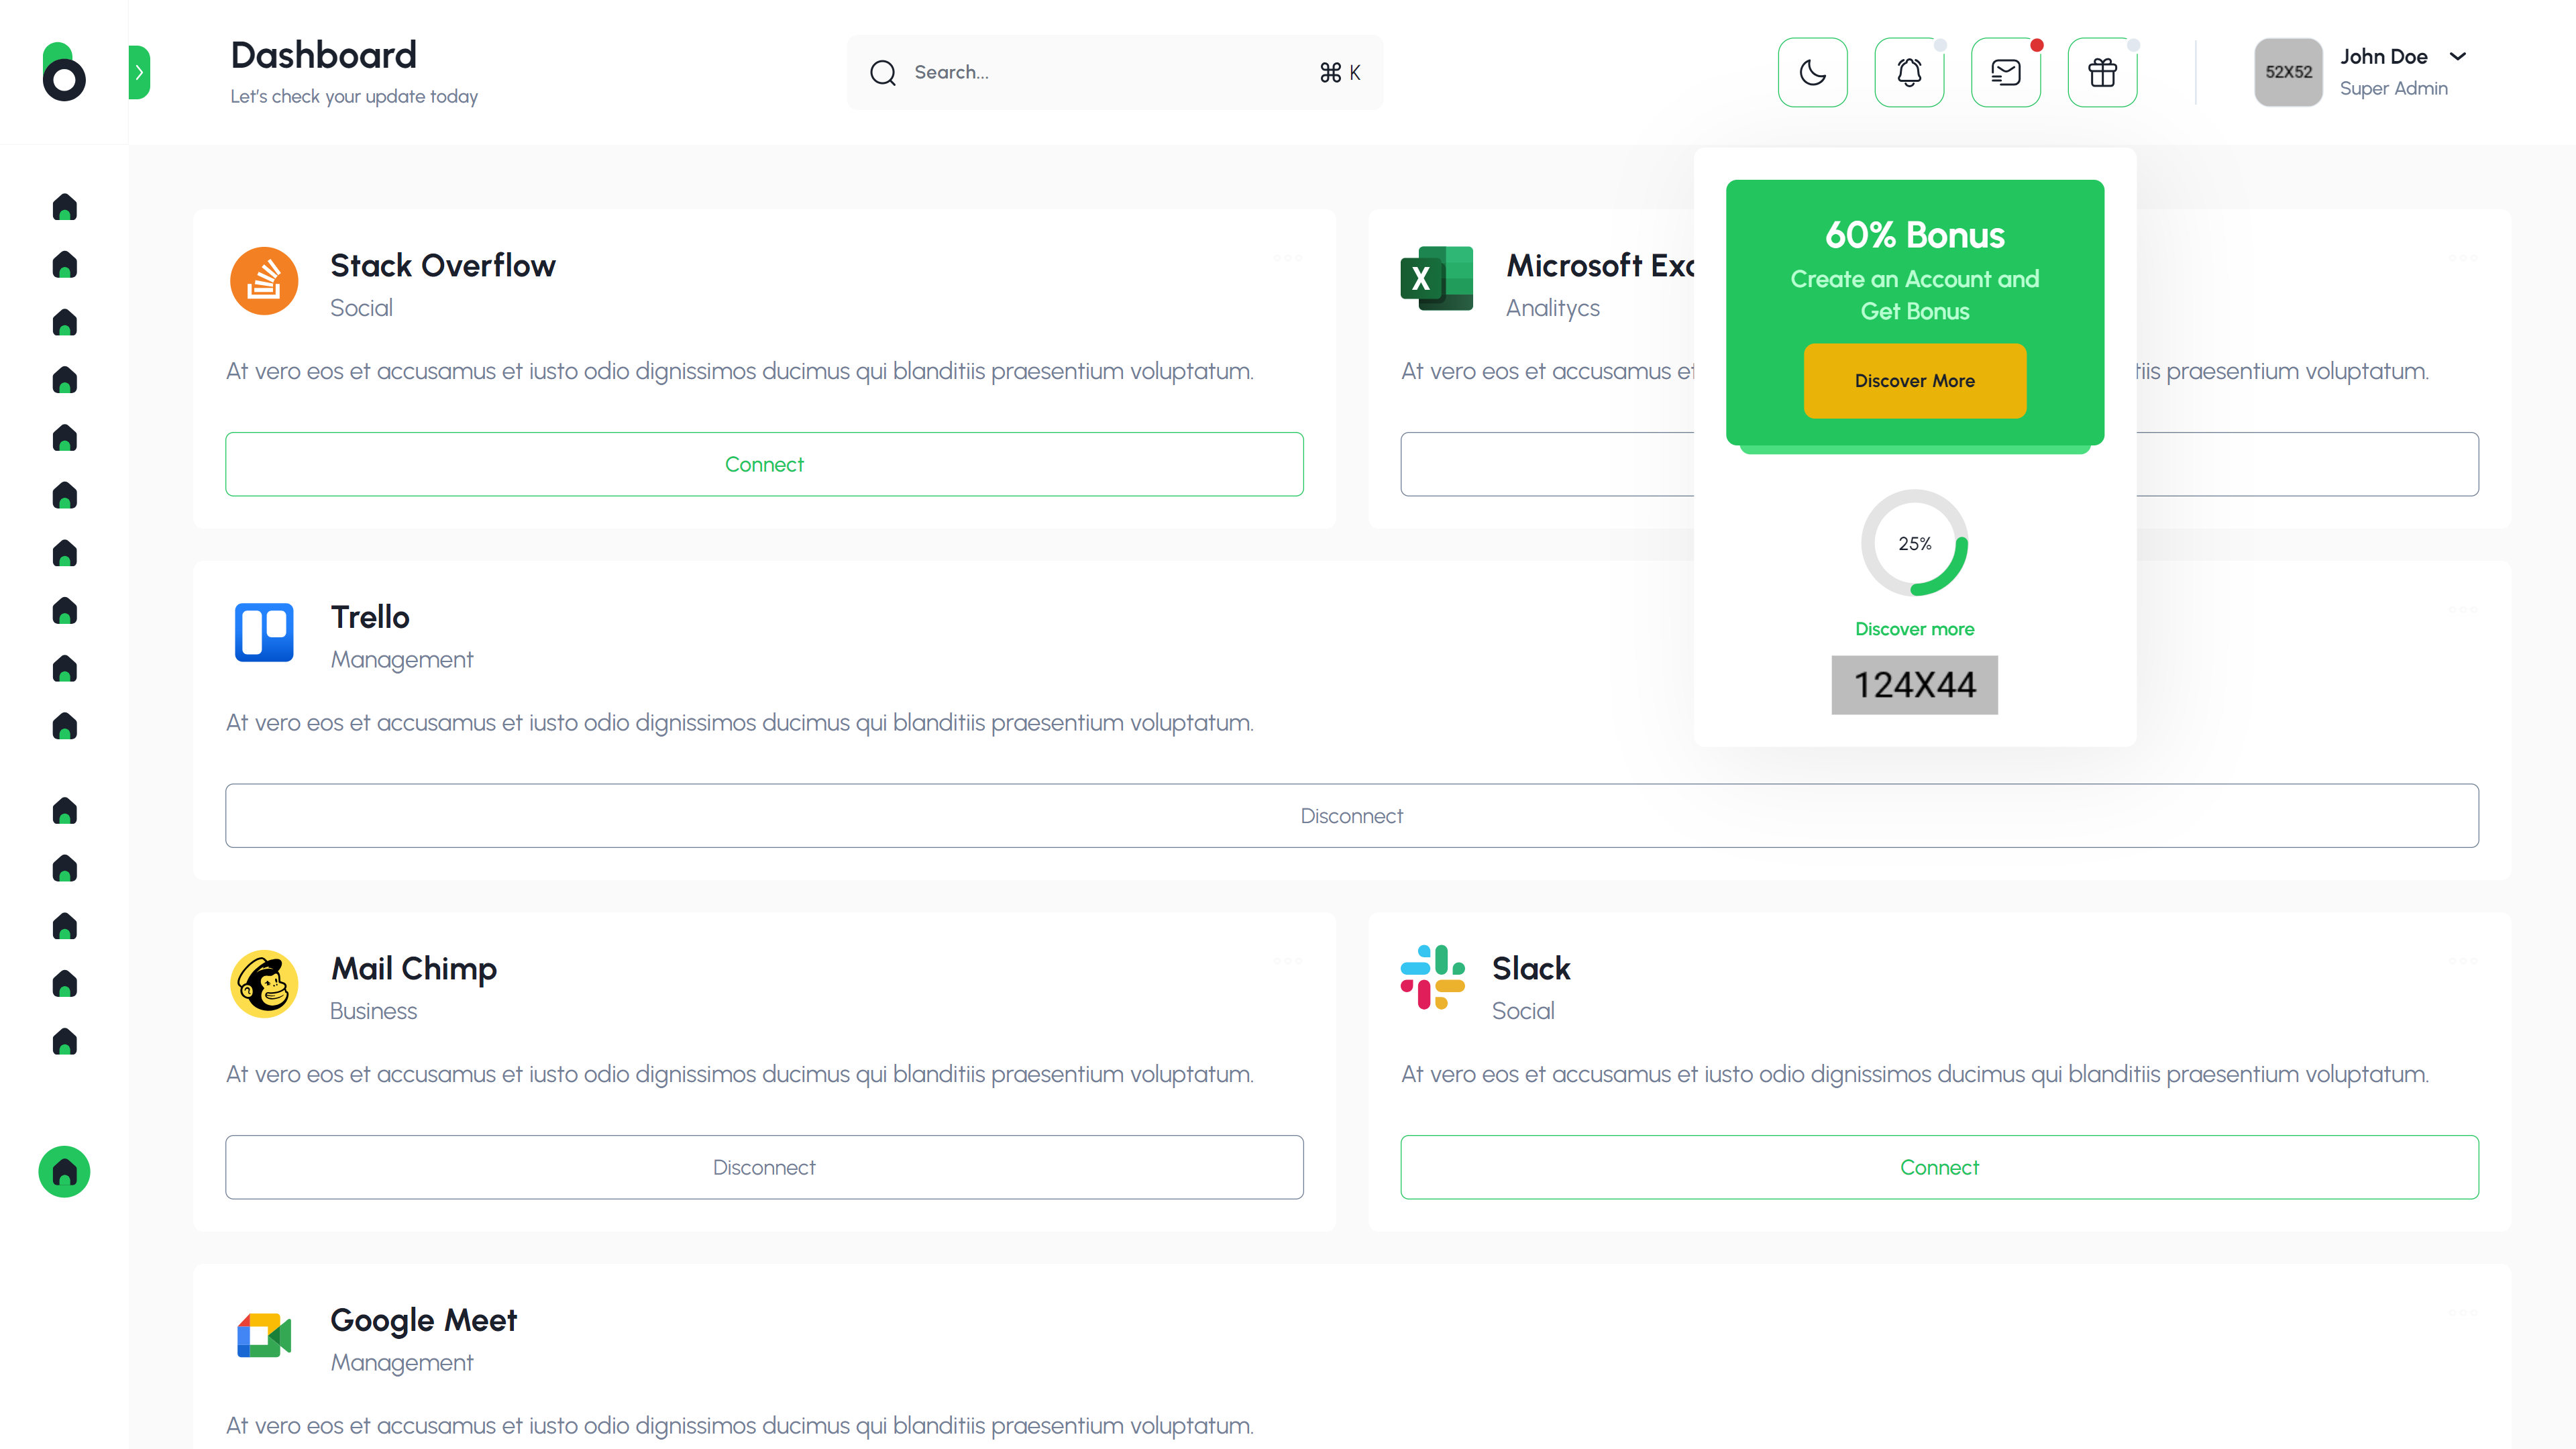 Dashboard
Let's check your update today
Search...
⌘ K
52X52
John Doe
Super Admin
Stack Overflow
Social
At vero eos et accusamus et iusto odio dignissimos ducimus qui blanditiis praesentium voluptatum.
Connect
Microsoft Exc
Analitycs
At vero eos et accusamus et
tiis praesentium voluptatum.
60% Bonus
Create an Account and
Get Bonus
Discover More
25%
Discover more
124X44
Trello
Management
At vero eos et accusamus et iusto odio dignissimos ducimus qui blanditiis praesentium voluptatum.
Disconnect
Mail Chimp
Business
At vero eos et accusamus et iusto odio dignissimos ducimus qui blanditiis praesentium voluptatum.
Disconnect
Slack
Social
At vero eos et accusamus et iusto odio dignissimos ducimus qui blanditiis praesentium voluptatum.
Connect
Google Meet
Management
At vero eos et accusamus et iusto odio dignissimos ducimus qui blanditiis praesentium voluptatum.